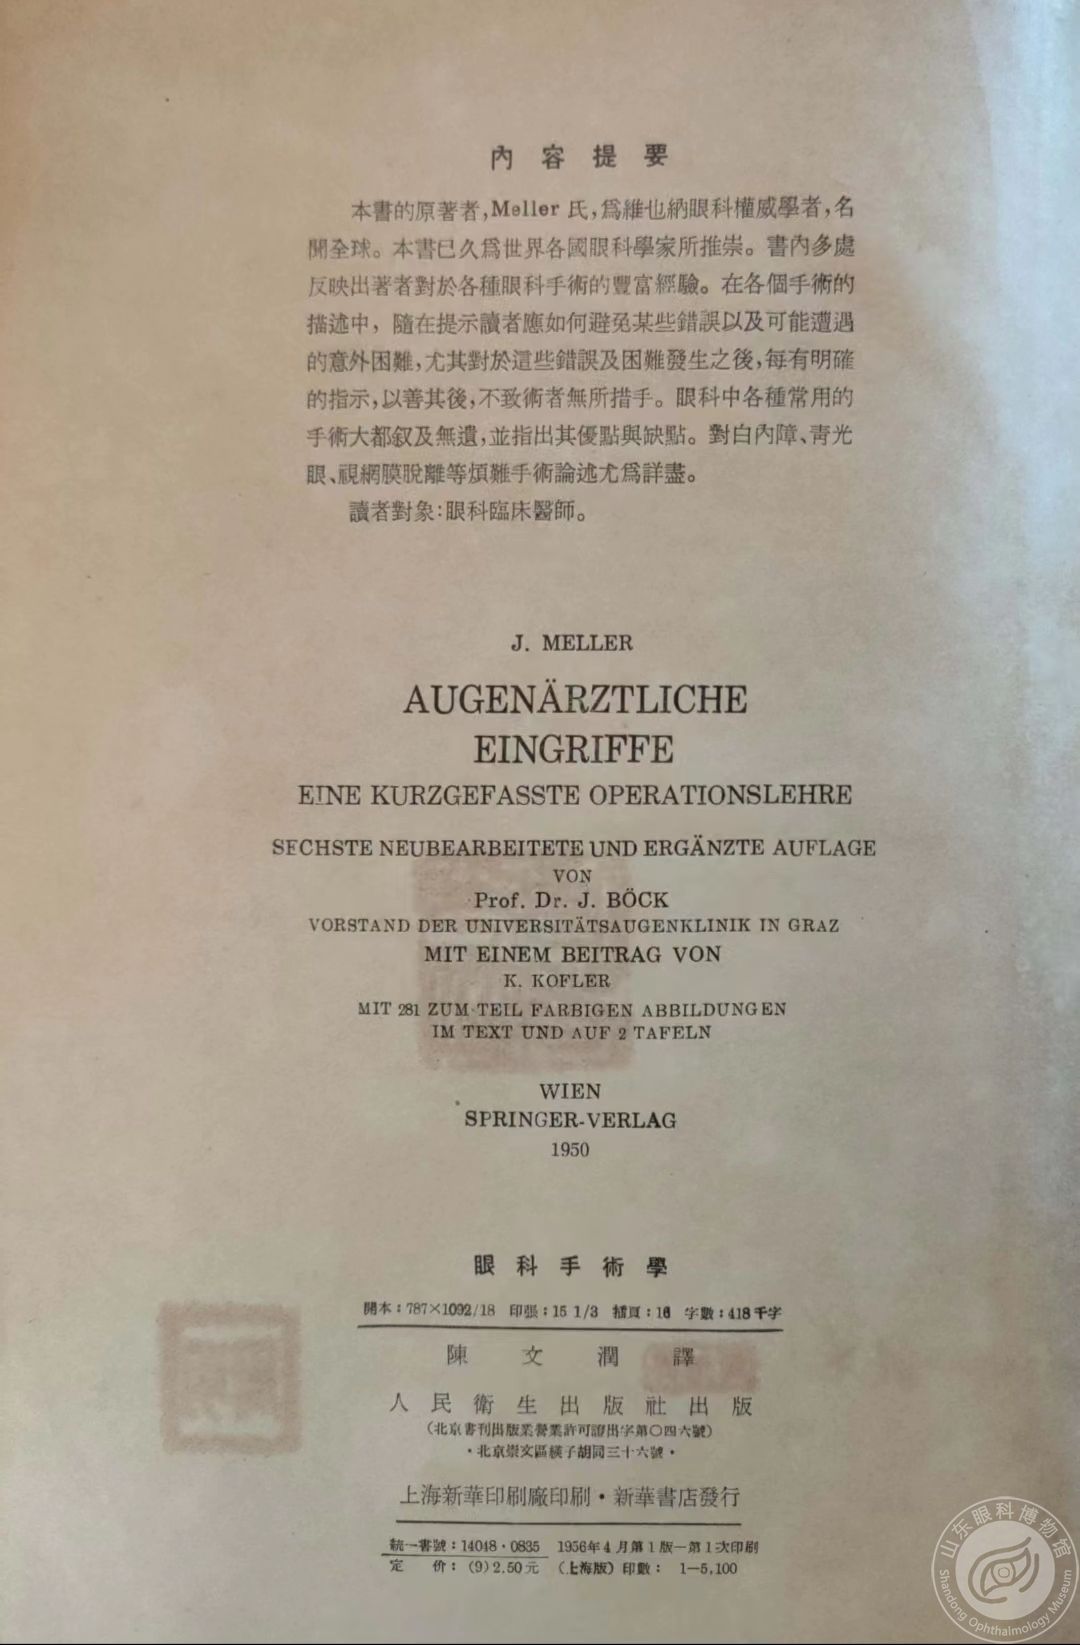 內容提要
本書的原著者,Meller 氏,爲維也納眼科權威學者,名
聞全球。本書已久爲世界各國眼科學家所推崇。書內多處
反映出著者對於各種眼科手術的豐富經驗。在各個手術的
描述中，隨在提示讀者應如何避免某些錯誤以及可能遭遇
的意外困難,尤其對於這些錯誤及困難發生之後,每有明確
的指示,以善其後,不致術者無所措手。眼科中各種常用的
手術大都叙及無遺,並指出其優點與缺點。對白內障、靑光
眼、視網膜脫離等煩難手術論述尤爲詳盡。
讀者對象:眼科臨床醫師。
J. MELLER
AUGENÄRZTLICHE
EINGRIFFE
EINE KURZGEFASSTE OPERATIONSLEHRE
SECHSTE NEUBEARBEITETE UND ERGÄNZTE AUFLAGE
VON
Prof. Dr. J. BÖCK
VORSTAND DER UNIVERSITÄTSAUGENKLINIK IN GRAZ
MIT EINEM BEITRAG VON
K. KOFLER
MIT 281 ZUM TEIL FARBIGEN ABBILDUNGEN
IM TEXT UND AUF 2 TAFELN
WIEN
SPRINGER-VERLAG
1950
眼科手術學
開本：787×1092/18 印張：15 1/3 插頁：16 字數：418千字
陳文潤譯
人民衛生出版社出版
(北京書刊出版業營業許可證出字第〇四六號)
·北京崇文區䙅子胡同三十六號·
上海新華印刷廠印刷·新華書店發行
統一書號：14048·0835 1956年4月第1版—第1次印刷
定價：(9) 2.50元 (上海版) 印數：1—5,100
山东眼科博物馆
Shandong Ophthalmology Museum